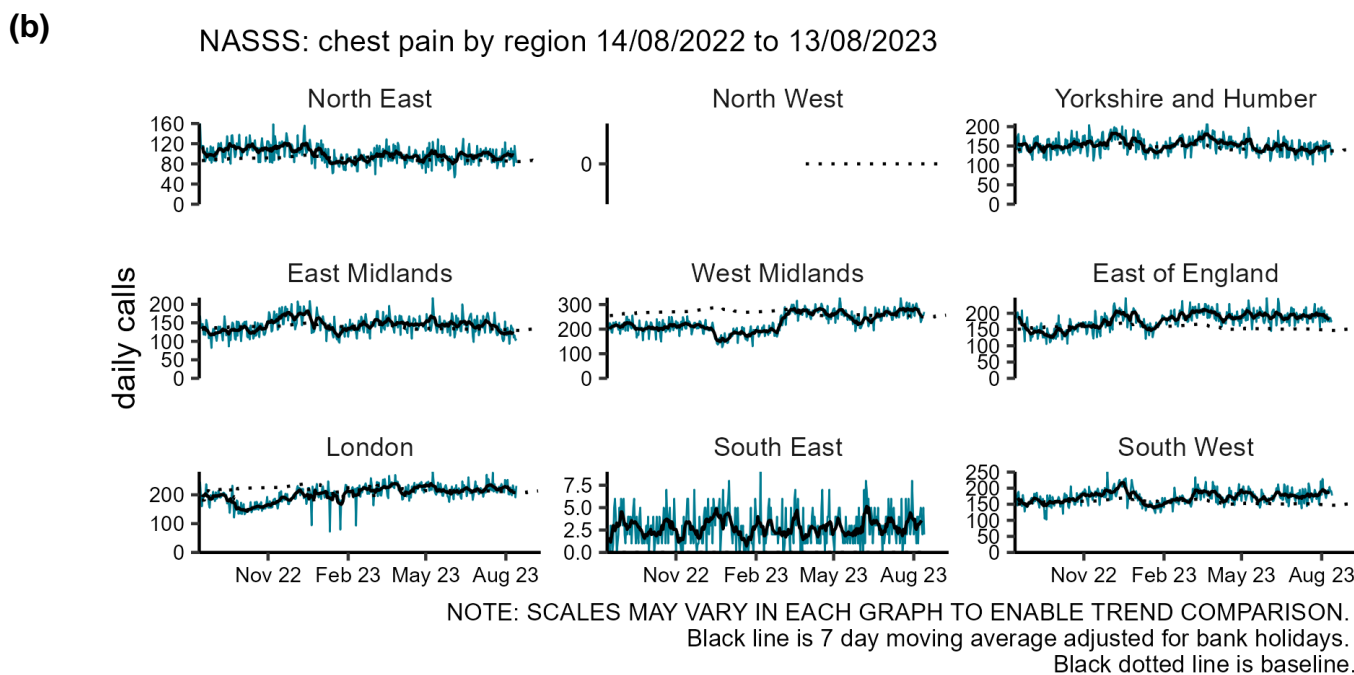 (b)
NASSS: chest pain by region 14/08/2022 to 13/08/2023
North East
North West
Yorkshire and Humber
160
120
80
40
0
0
200
150
100
50
0
daily calls
East Midlands
West Midlands
East of England
200
150
100
50
0
300
200
100
0
200
150
100
50
0
London
South East
South West
200
100
0
7.5
5.0
2.5
0.0
250
200
150
100
50
0
Nov 22 Feb 23 May 23 Aug 23
Nov 22 Feb 23 May 23 Aug 23
Nov 22 Feb 23 May 23 Aug 23
NOTE: SCALES MAY VARY IN EACH GRAPH TO ENABLE TREND COMPARISON.
Black line is 7 day moving average adjusted for bank holidays.
Black dotted line is baseline.